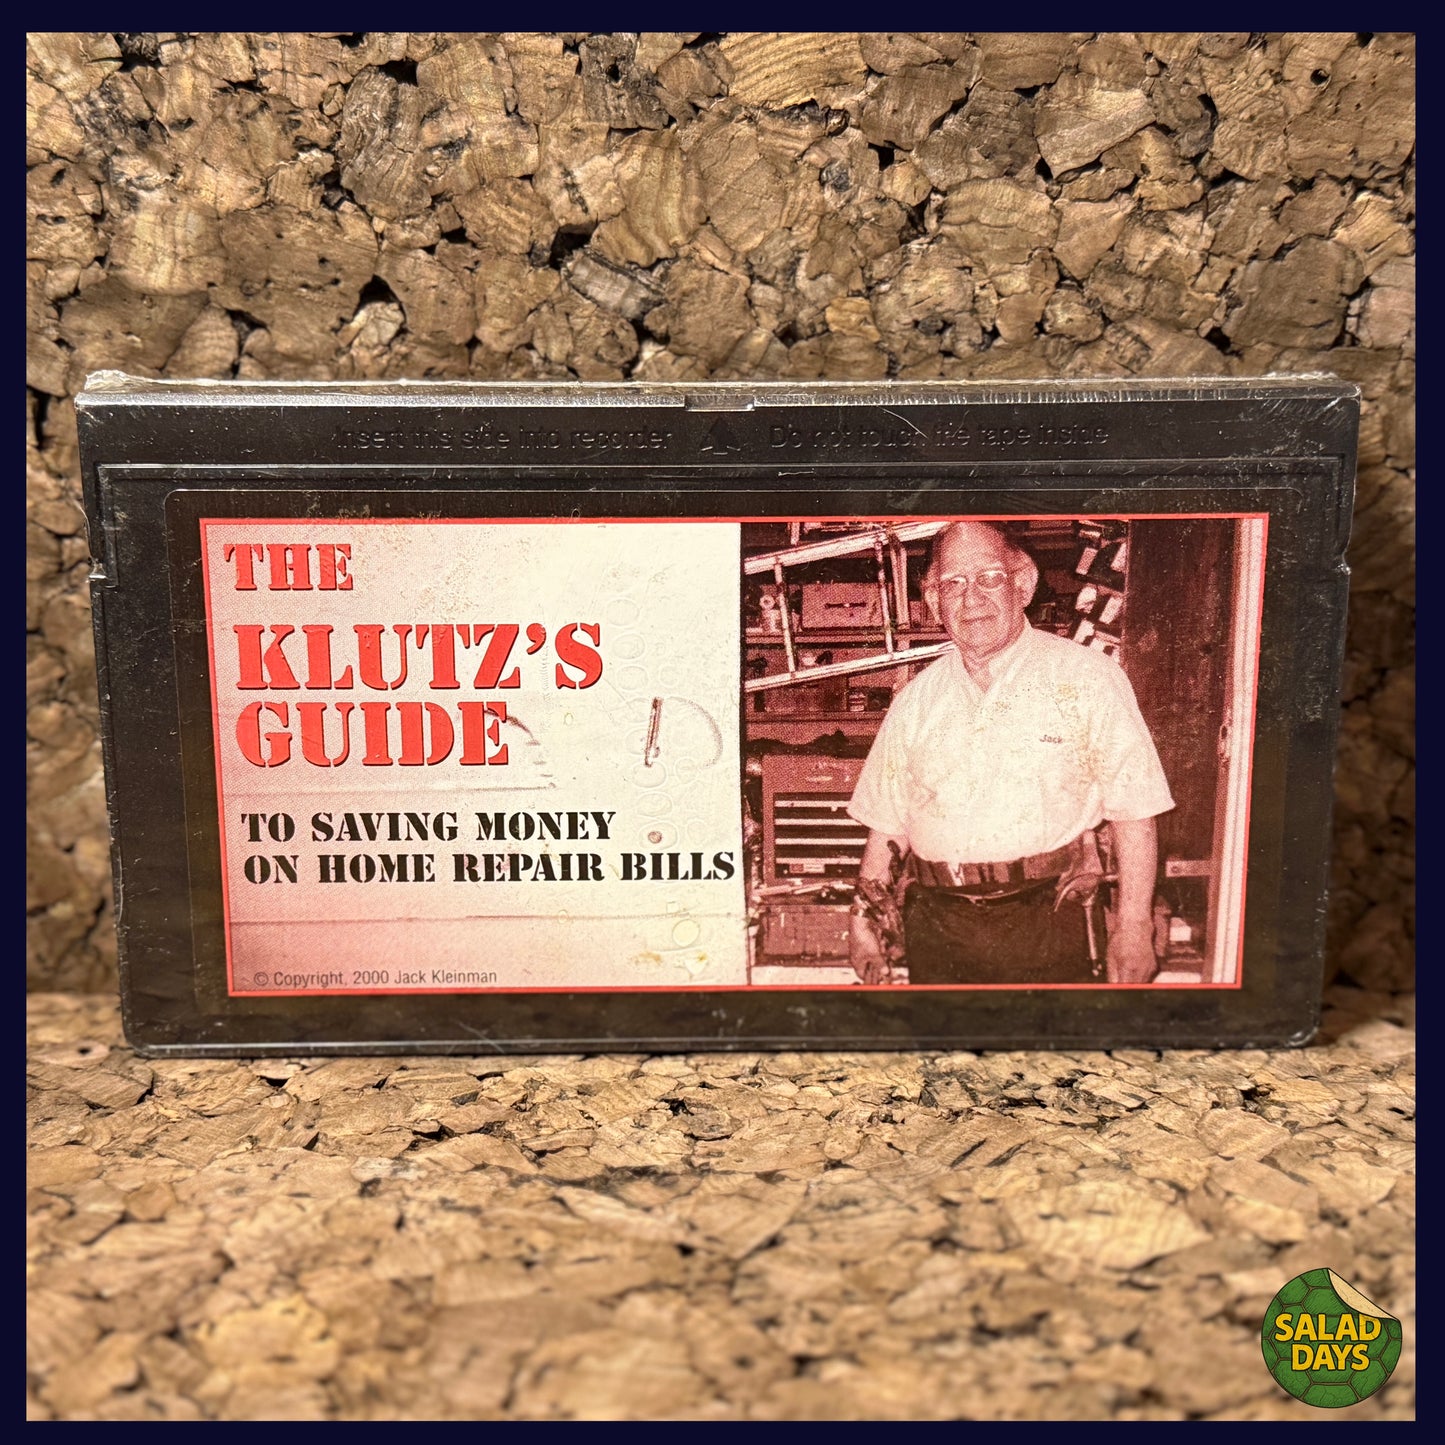 Insert this side into recorder Do not touch the tape inside
THE
KLUTZ'S
GUIDE
TO SAVING MONEY
ON HOME REPAIR BILLS
© Copyright, 2000 Jack Kleinman
Jack
SALAD
DAYS